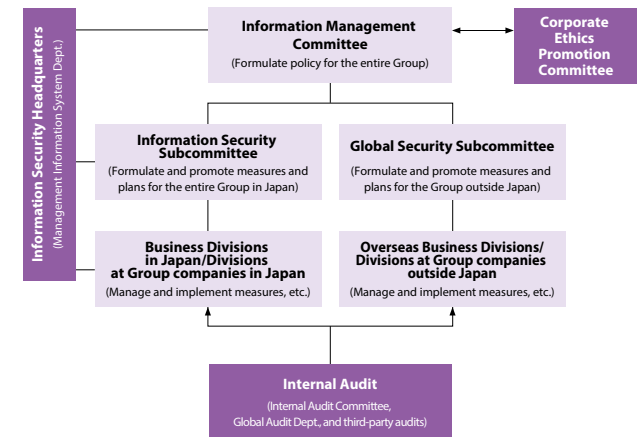 Information Security Headquarters
(Management Information System Dept.)
Information Management
Committee
(Formulate policy for the entire Group)
Corporate
Ethics
Promotion
Committee
Information Security
Subcommittee
(Formulate and promote measures and
plans for the entire Group in Japan)
Global Security Subcommittee
(Formulate and promote measures and
plans for the Group outside Japan)
Business Divisions
in Japan/Divisions
at Group companies in Japan
(Manage and implement measures, etc.)
Overseas Business Divisions/
Divisions at Group companies
outside Japan
(Manage and implement measures, etc.)
Internal Audit
(Internal Audit Committee,
Global Audit Dept., and third-party audits)